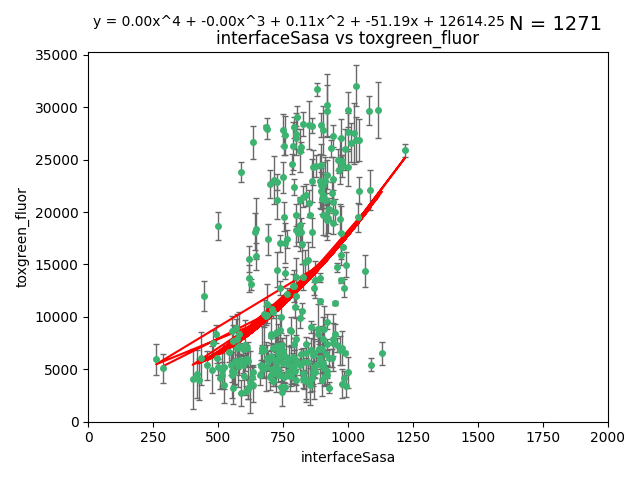 y = 0.00x^4 + -0.00x^3 + 0.11x^2 + -51.19x + 12614.25 N = 1271
interfaceSasa vs toxgreen_fluor
35000
30000
25000
20000
15000
10000
5000
0
toxgreen_fluor
0 250 500 750 1000 1250 1500 1750 2000
interfaceSasa